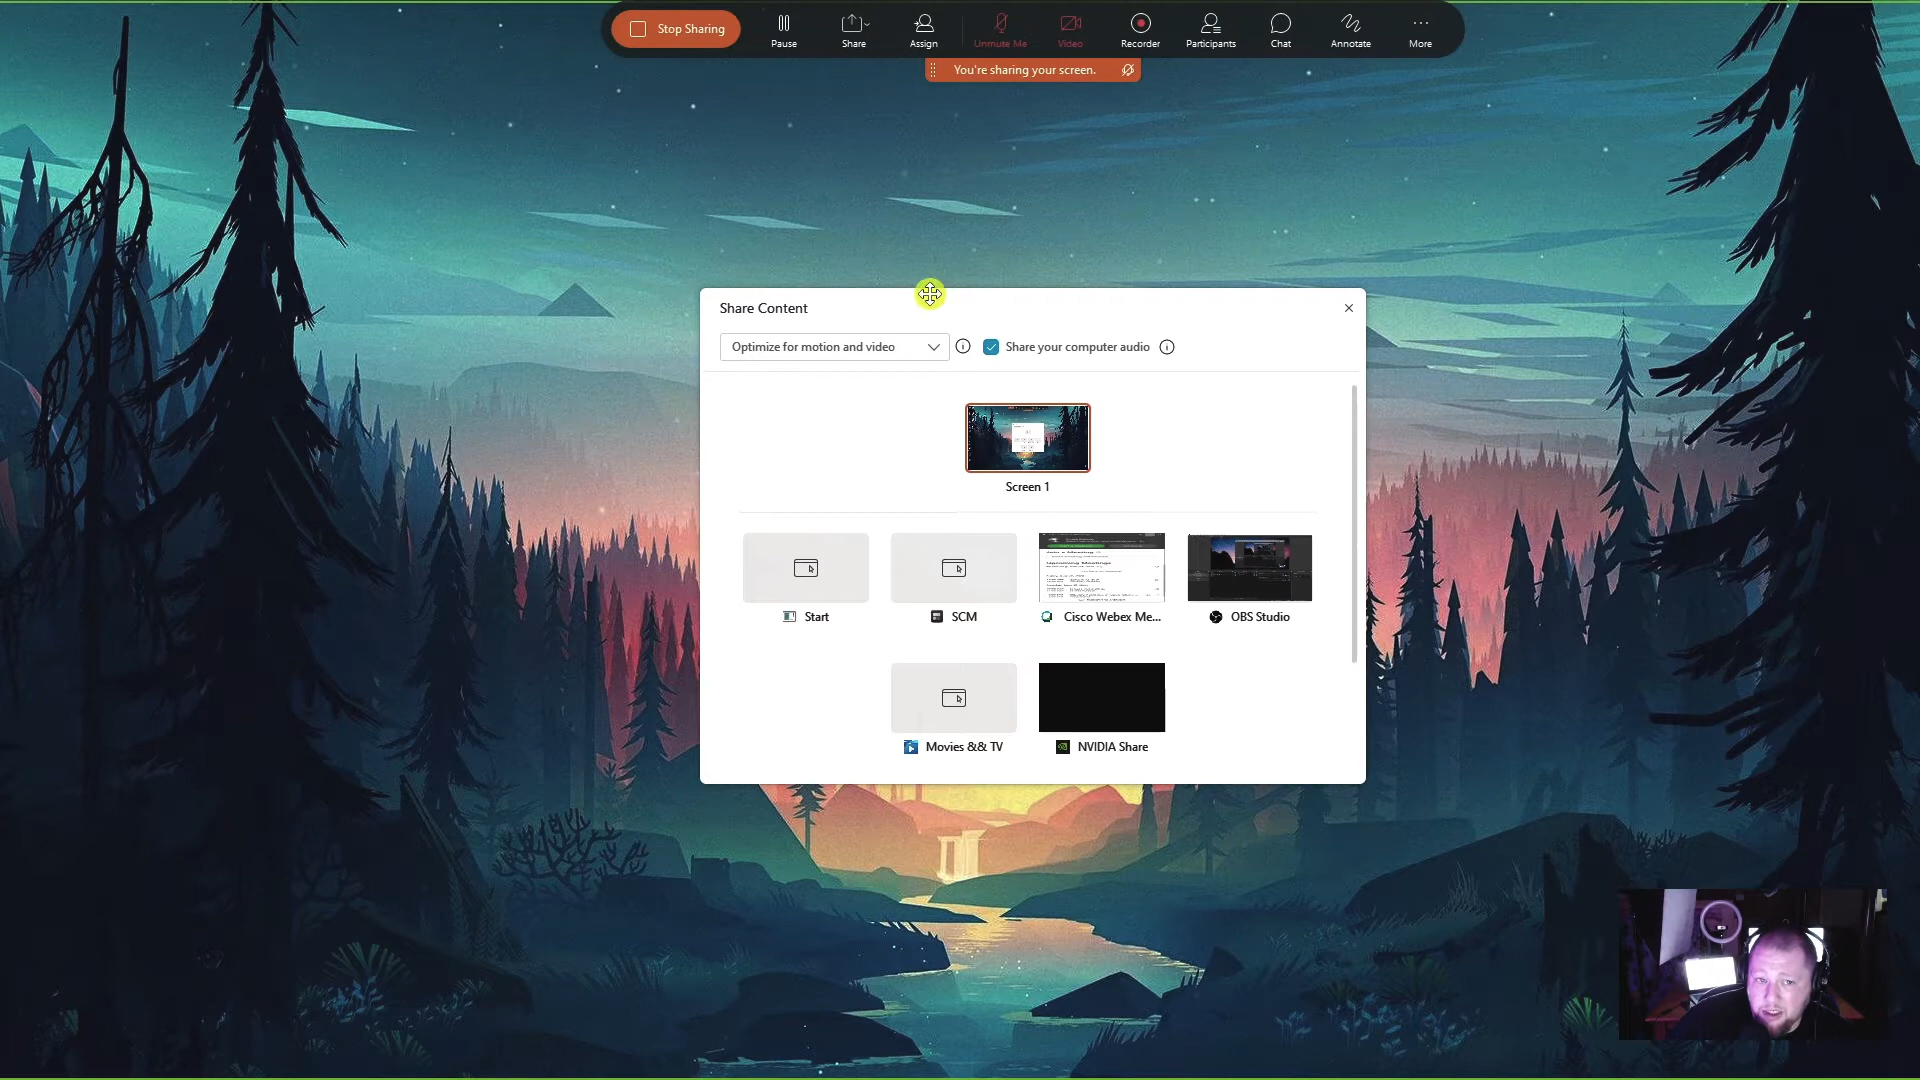 Stop Sharing
Pause
Share
Assign
Unmute Me
Video
Recorder
Participants
Chat
Annotate
More
You're sharing your screen.
Share Content
Optimize for motion and video
Share your computer audio
Screen 1
Start
SCM
Cisco Webex Me...
OBS Studio
Movies && TV
NVIDIA Share